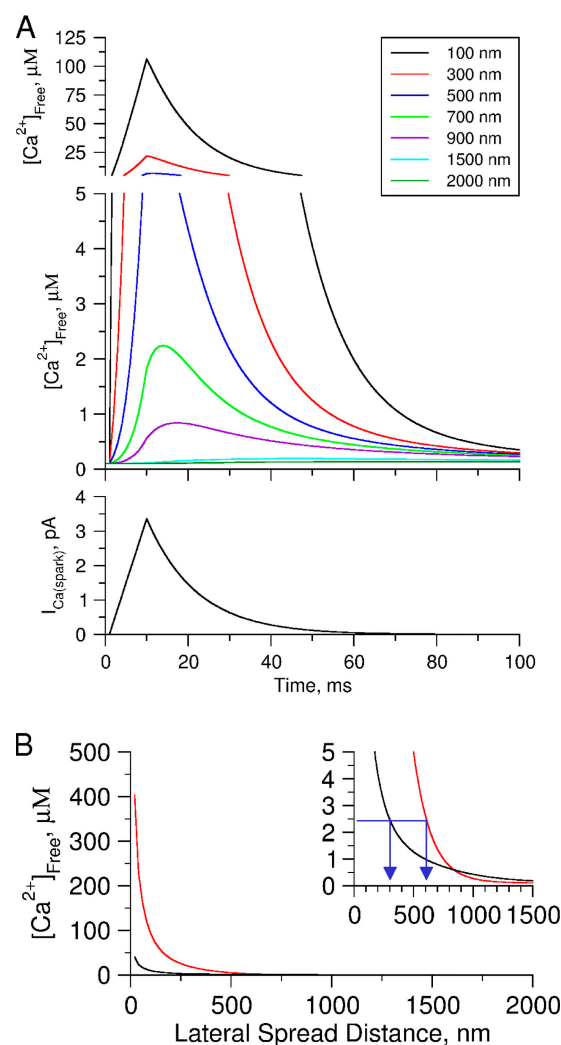 A
[Ca2+]Free, µM
125
100
75
50
25
100 nm
300 nm
500 nm
700 nm
900 nm
1500 nm
2000 nm
[Ca2+]Free, µM
5
4
3
2
1
0
ICa(spark), pA
4
3
2
1
0
0 20 40 60 80 100
Time, ms
B
[Ca2+]Free, µM
500
400
300
200
100
0
5
4
3
2
1
0
0 500 1000 1500
0 500 1000 1500 2000
Lateral Spread Distance, nm